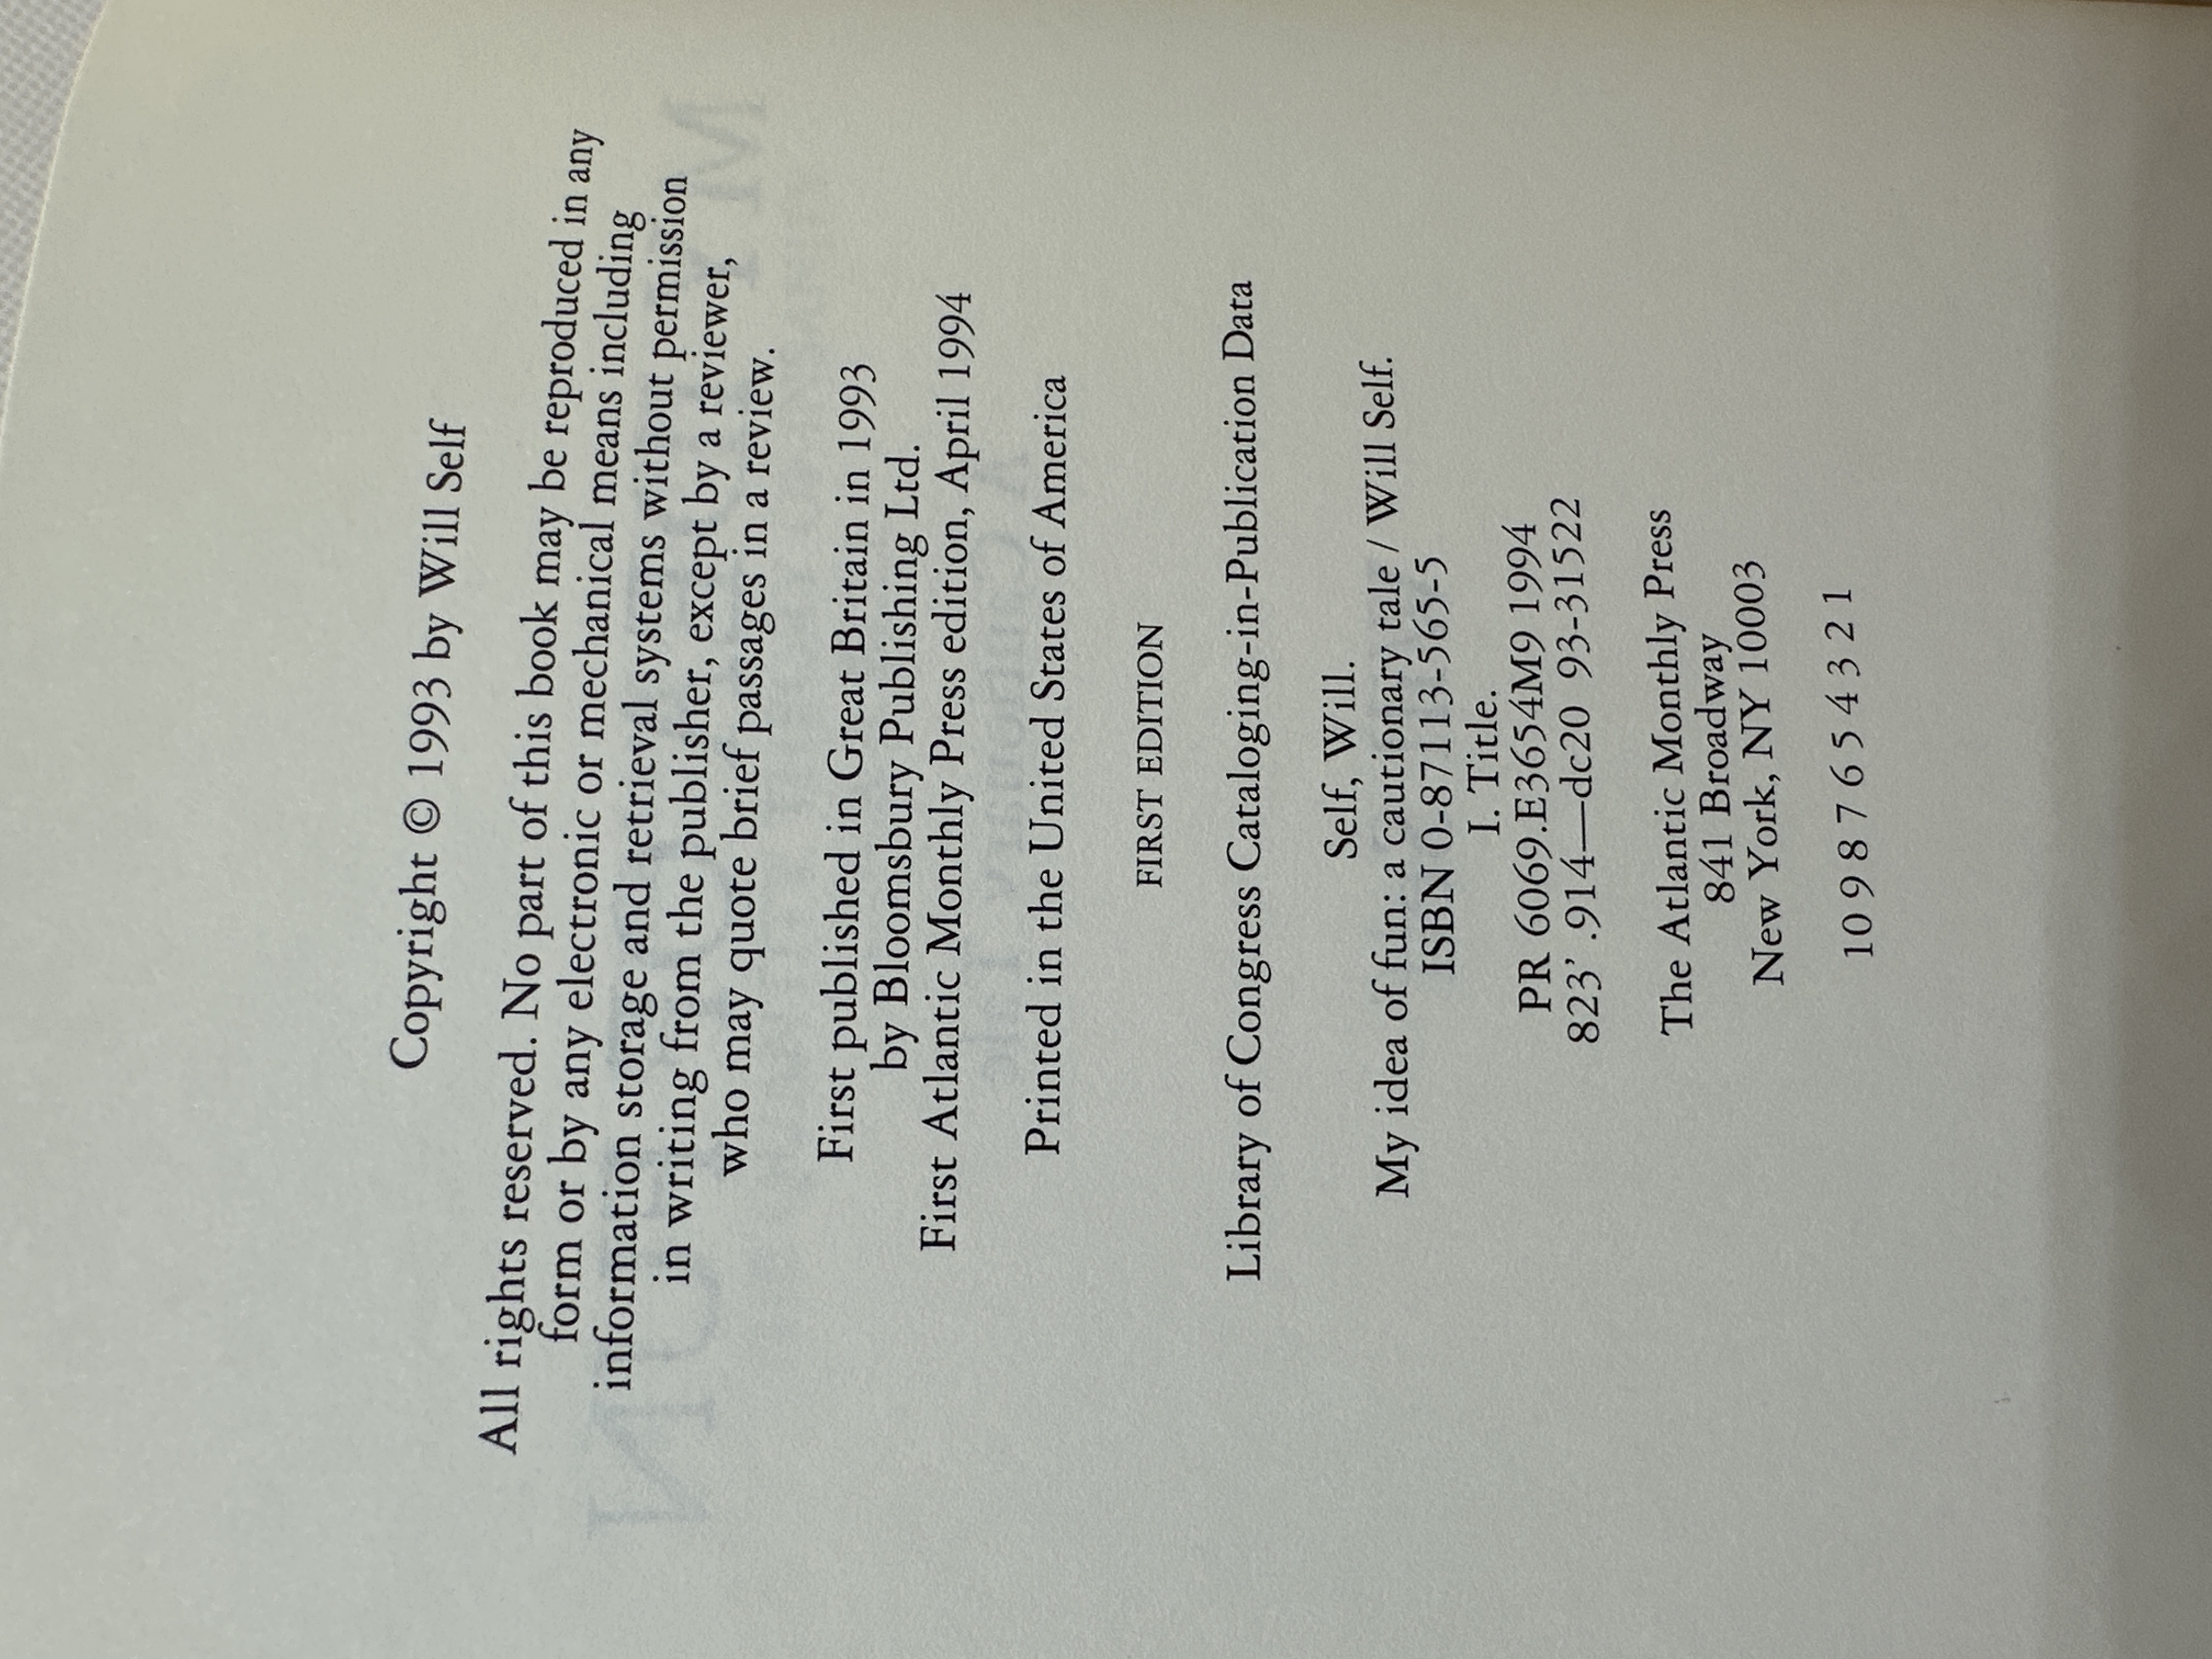 Copyright © 1993 by Will Self
All rights reserved. No part of this book may be reproduced in any
form or by any electronic or mechanical means including
information storage and retrieval systems without permission
in writing from the publisher, except by a reviewer,
who may quote brief passages in a review.
First published in Great Britain in 1993
by Bloomsbury Publishing Ltd.
First Atlantic Monthly Press edition, April 1994
Printed in the United States of America
FIRST EDITION
Library of Congress Cataloging-in-Publication Data
Self, Will.
My idea of fun: a cautionary tale / Will Self.
ISBN 0-87113-565-5
I. Title.
PR 6069.E3654M9 1994
823' .914—dc20 93-31522
The Atlantic Monthly Press
841 Broadway
New York, NY 10003
10 9 8 7 6 5 4 3 2 1